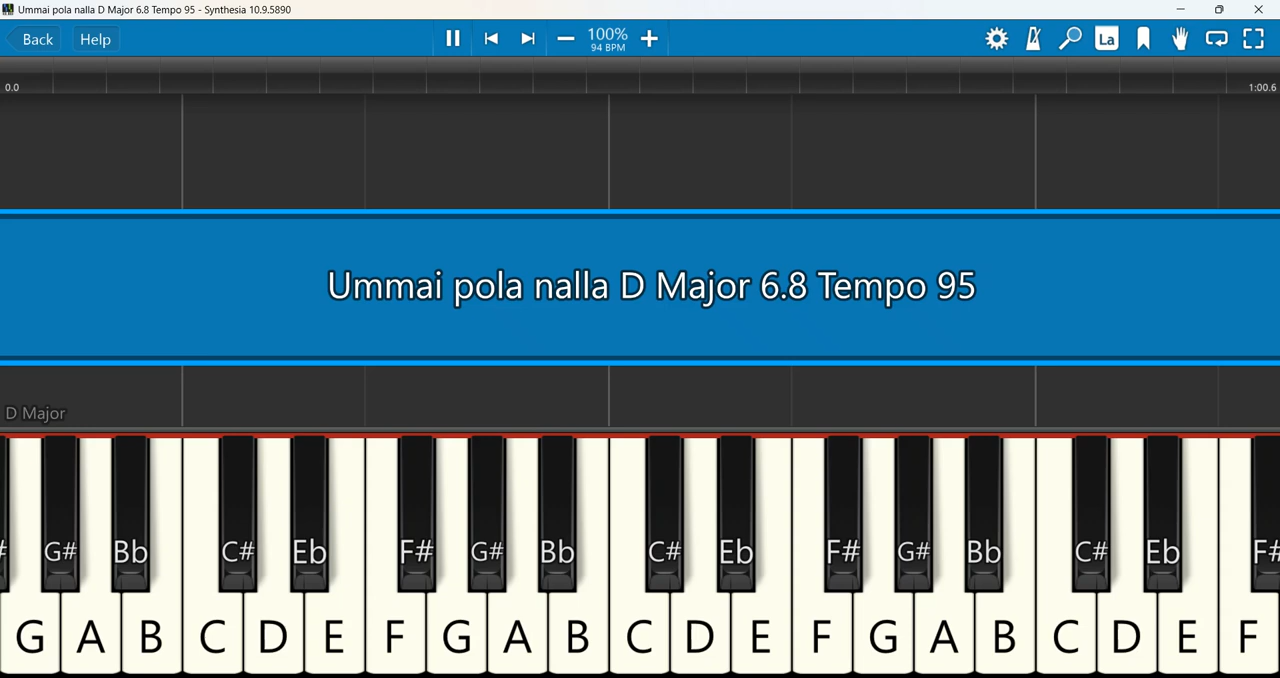 Ummai pola nalla D Major 6.8 Tempo 95 - Synthesia 10.9.5890
Back Help 100% La
94 BPM
0.0 1:00.6
Ummai pola nalla D Major 6.8 Tempo 95
D Major
# G# Bb C# Eb F# G# Bb C# Eb F# G# Bb C# Eb F#
G A B C D E F G A B C D E F G A B C D E F